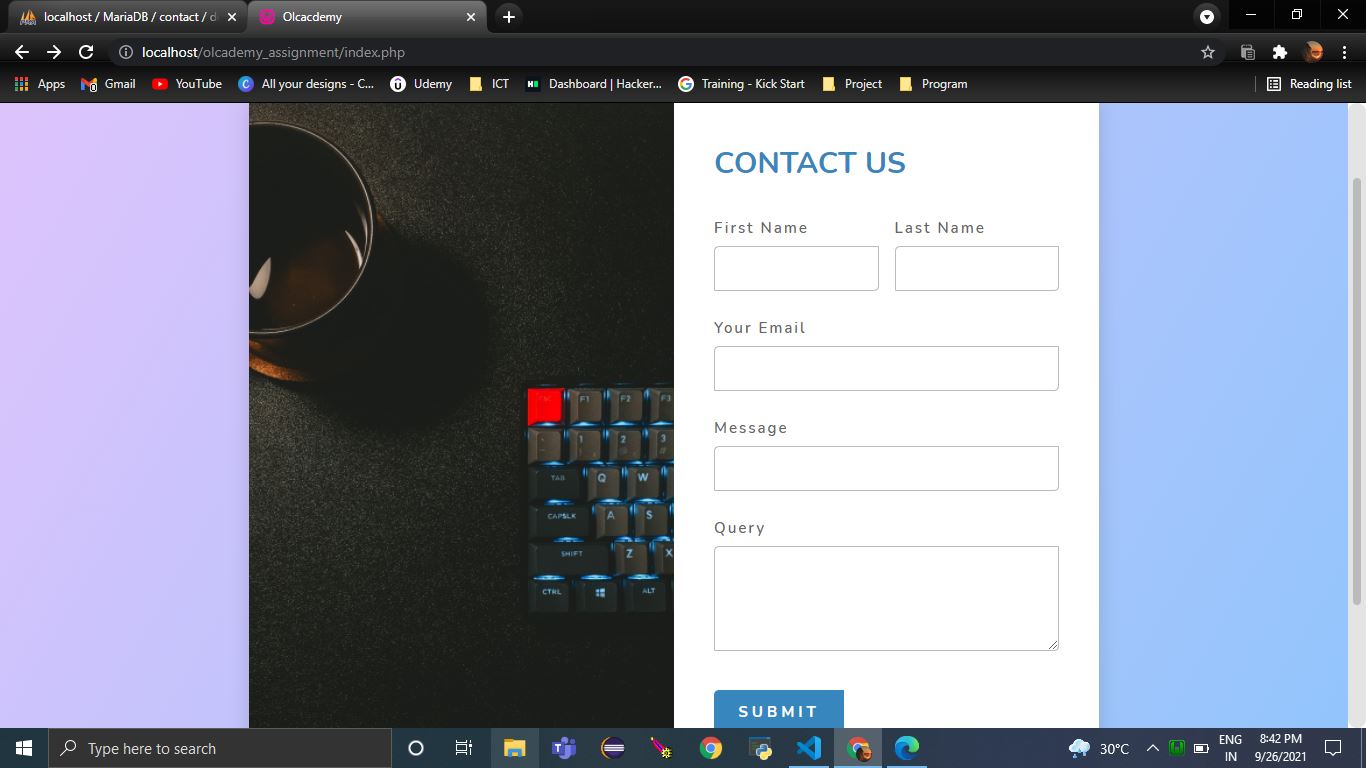 localhost / MariaDB / contact / d
Olcacdemy
localhost/olcademy_assignment/index.php
Apps
Gmail
YouTube
All your designs - C...
Udemy
ICT
Dashboard | Hacker...
Training - Kick Start
Project
Program
Reading list
CONTACT US
First Name
Last Name
Your Email
Message
Query
SUBMIT
F1 F2 F3
1 2 3
TAB Q W
CAPSLK A S
SHIFT Z X
CTRL ALT
Type here to search
30°C
ENG
IN
8:42 PM
9/26/2021